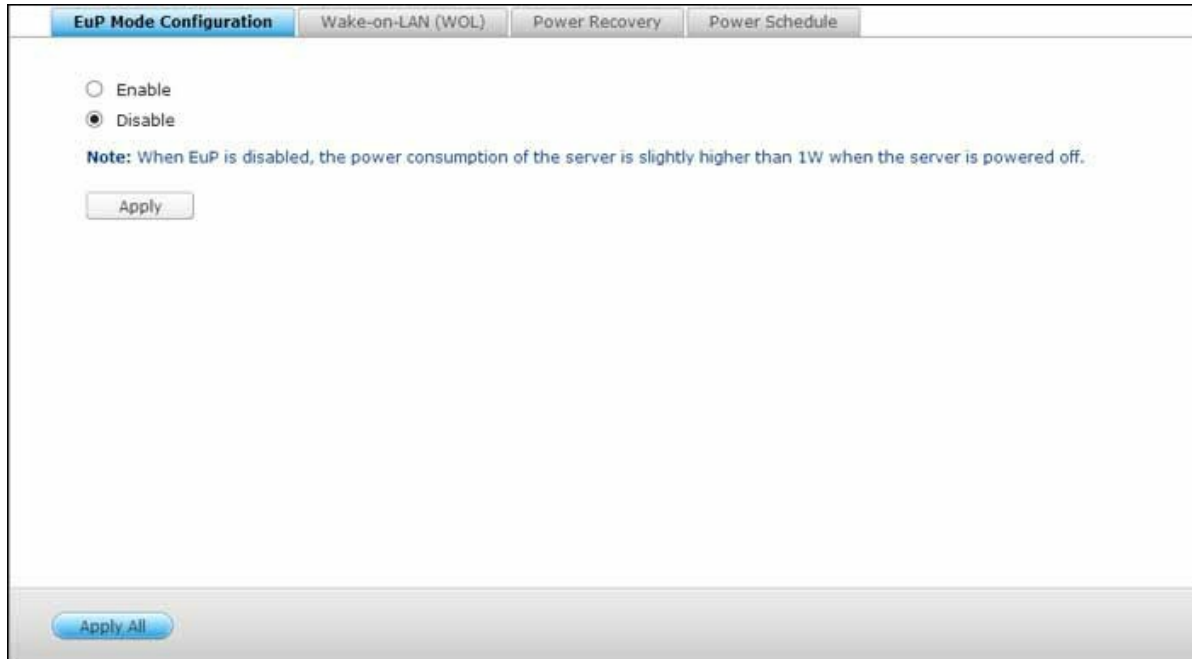 EuP Mode Configuration Wake-on-LAN (WOL) Power Recovery Power Schedule
Enable
Disable
Note: When EuP is disabled, the power consumption of the server is slightly higher than 1W when the server is powered off.
Apply
Apply All